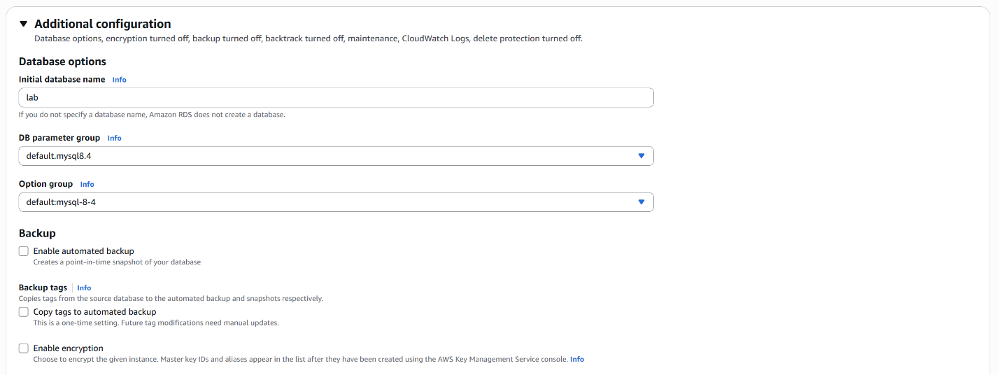 Additional configuration
Database options, encryption turned off, backup turned off, backtrack turned off, maintenance, CloudWatch Logs, delete protection turned off.
Database options
Initial database name Info
lab
If you do not specify a database name, Amazon RDS does not create a database.
DB parameter group Info
default.mysql8.4
Option group Info
default:mysql-8-4
Backup
Enable automated backup
Creates a point-in-time snapshot of your database
Backup tags Info
Copies tags from the source database to the automated backup and snapshots respectively.
Copy tags to automated backup
This is a one-time setting. Future tag modifications need manual updates.
Enable encryption
Choose to encrypt the given instance. Master key IDs and aliases appear in the list after they have been created using the AWS Key Management Service console. Info